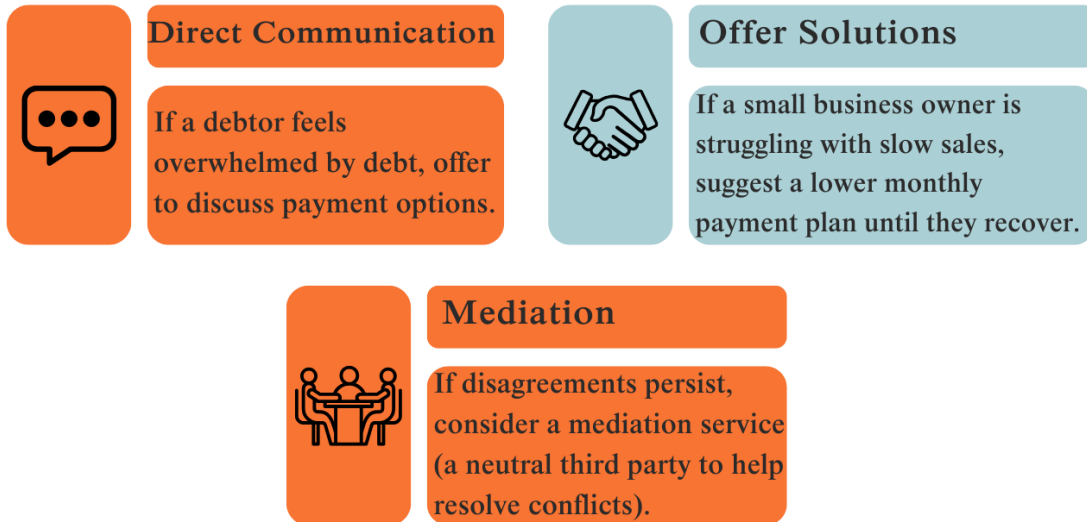 Direct Communication
If a debtor feels
overwhelmed by debt, offer
to discuss payment options.
Offer Solutions
If a small business owner is
struggling with slow sales,
suggest a lower monthly
payment plan until they recover.
Mediation
If disagreements persist,
consider a mediation service
(a neutral third party to help
resolve conflicts).